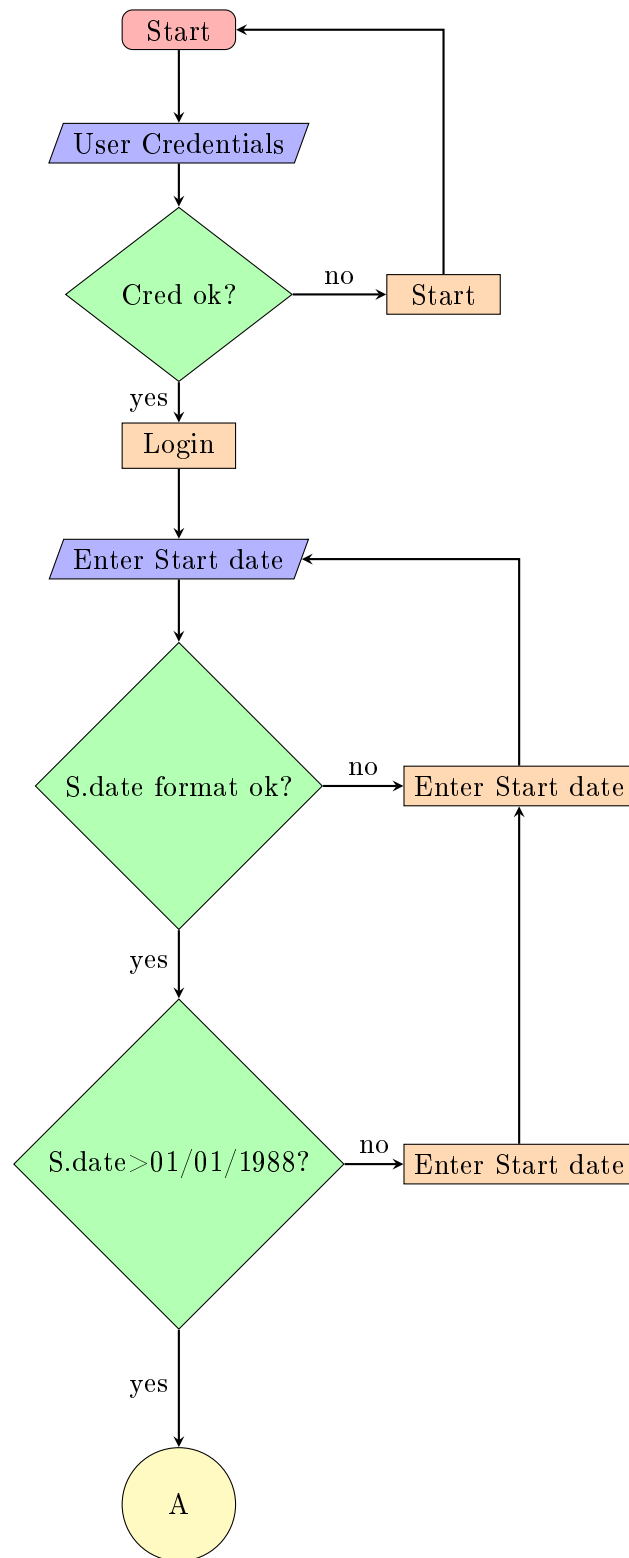 Start
User Credentials
Cred ok?
no
Start
yes
Login
Enter Start date
S.date format ok?
no
Enter Start date
yes
S.date>01/01/1988?
no
Enter Start date
yes
A